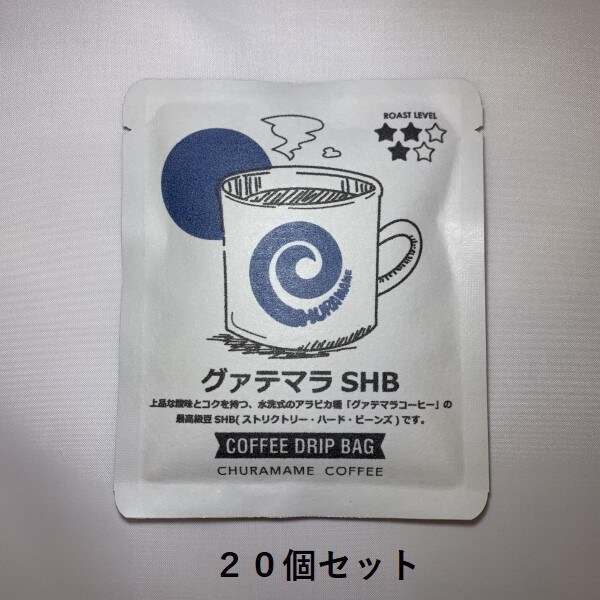 ROAST LEVEL
CHURAMAME
グァテマラ SHB
上品な酸味とコクを持つ、水洗式のアラビカ種「グァテマラコーヒー」の
最高級豆 SHB( ストリクトリー・ハード・ビーンズ ) です。
COFFEE DRIP BAG
CHURAMAME COFFEE
２０個セット